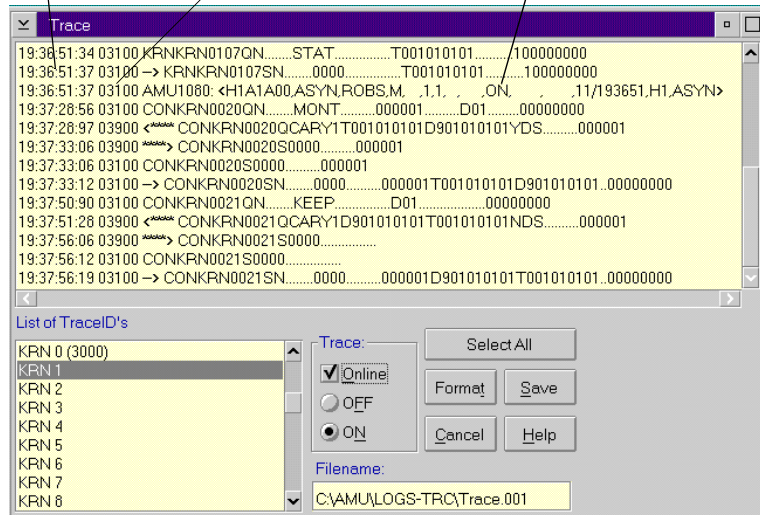 Trace
19:36:51:34 03100 KRNKRN0107QN.......STAT..............T001010101.........100000000
19:36:51:37 03100 –> KRNKRN0107SN.......0000..............T001010101.........100000000
19:36:51:37 03100 AMU1080: <H1A1A00,ASYN,ROBS,M, ,1,1, , ,ON, , ,11/193651,H1,ASYN>
19:37:28:56 03100 CONKRN0020QN.......MONT..........000001.........D01.........00000000
19:37:28:97 03900 <***** CONKRN0020QCARY1T001010101D901010101YDS.........000001
19:37:33:06 03900 *****> CONKRN0020S0000..........000001
19:37:33:06 03100 CONKRN0020S0000..........000001
19:37:33:12 03100 –> CONKRN0020SN.......0000..........000001T001010101D901010101..00000000
19:37:50:90 03100 CONKRN0021QN.......KEEP...............D01...................00000000
19:37:51:28 03900 <***** CONKRN0021QCARY1D901010101T001010101NDS.........000001
19:37:56:06 03900 *****> CONKRN0021S0000................
19:37:56:12 03100 CONKRN0021S0000................
19:37:56:19 03100 –> CONKRN0021SN.......0000..........000001D901010101T001010101..00000000
List of TraceID's
KRN 0 (3000)
KRN 1
KRN 2
KRN 3
KRN 4
KRN 5
KRN 6
KRN 7
KRN 8
Trace:
Online
OFF
ON
Select All
Format
Save
Cancel
Help
Filename:
C:\AMU\LOGS-TRC\Trace.001